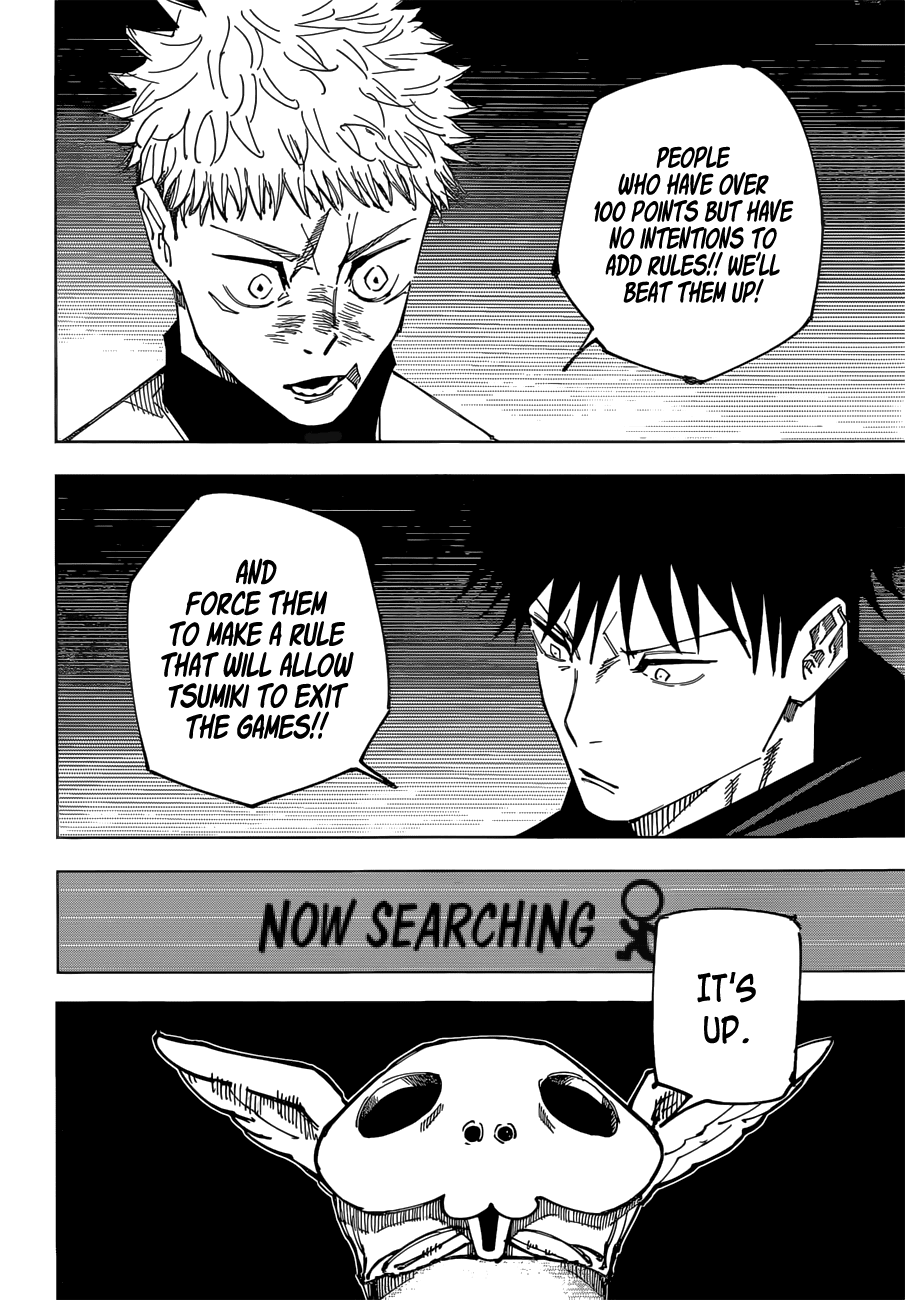 PEOPLE
WHO HAVE OVER
100 POINTS BUT HAVE
NO INTENTIONS TO
ADD RULES!! WE'LL
BEAT THEM UP!
AND
FORCE THEM
TO MAKE A RULE
THAT WILL ALLOW
TSUMIKI TO EXIT
THE GAMES!!
NOW SEARCHING
IT'S
UP.